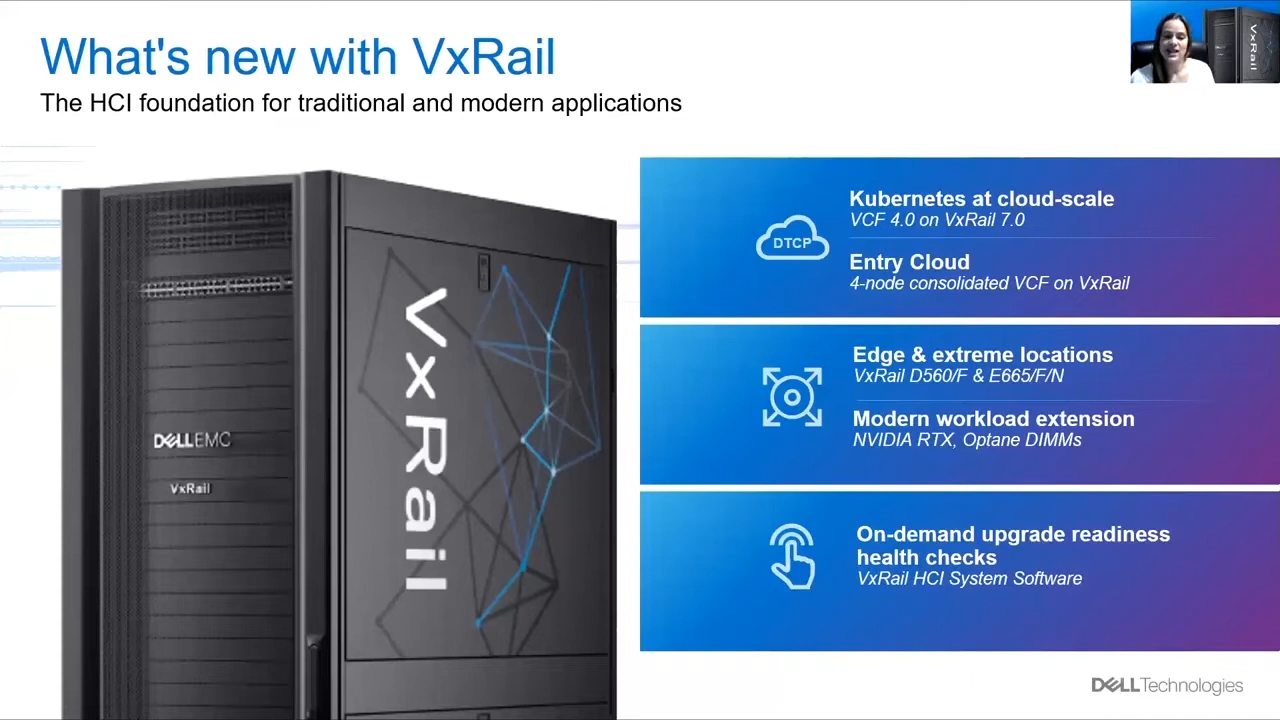 What's new with VxRail
The HCI foundation for traditional and modern applications
VxRail
DELLEMC
VxRail
VxRail
DTCP
Kubernetes at cloud-scale
VCF 4.0 on VxRail 7.0
Entry Cloud
4-node consolidated VCF on VxRail
Edge & extreme locations
VxRail D560/F & E665/F/N
Modern workload extension
NVIDIA RTX, Optane DIMMs
On-demand upgrade readiness
health checks
VxRail HCI System Software
DELLTechnologies